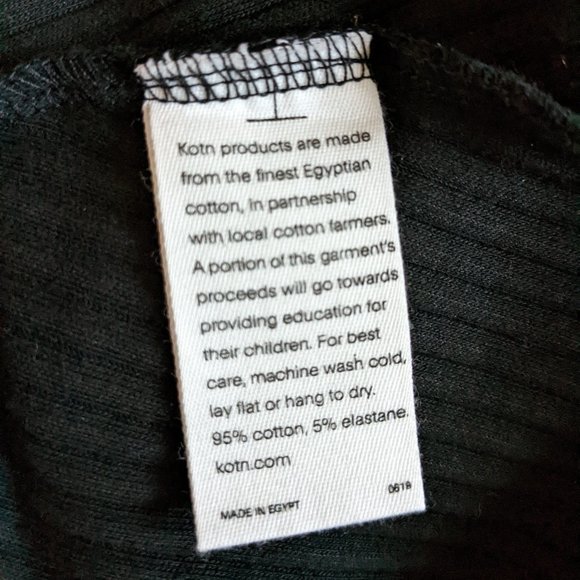 Kotn products are made
from the finest Egyptian
cotton, in partnership
with local cotton farmers.
A portion of this garment's
proceeds will go towards
providing education for
their children. For best
care, machine wash cold,
lay flat or hang to dry.
95% cotton, 5% elastane.
kotn.com
MADE IN EGYPT 0619